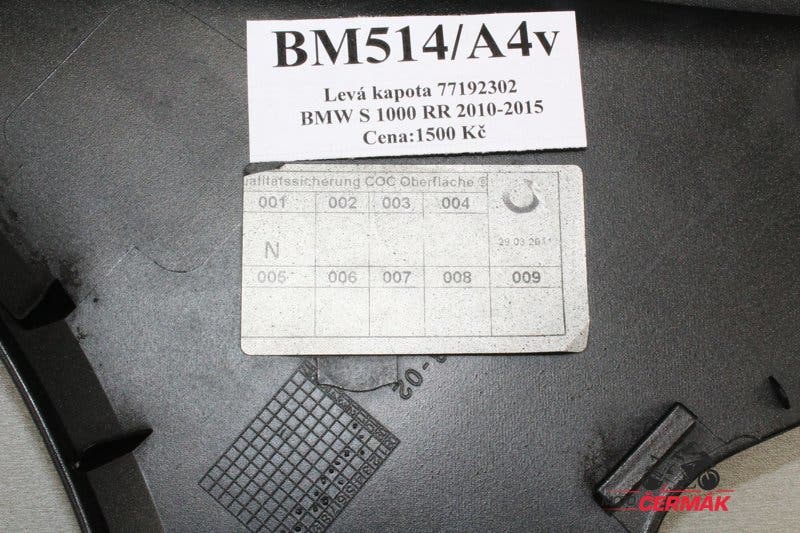 BM514/A4v
Levá kapota 77192302
BMW S 1000 RR 2010-2015
Cena:1500 Kč
ualitätssicherung COC Oberfläche ®
001 002 003 004
29.03.2011
N
005 006 007 008 009
- 02
ČERMÁK